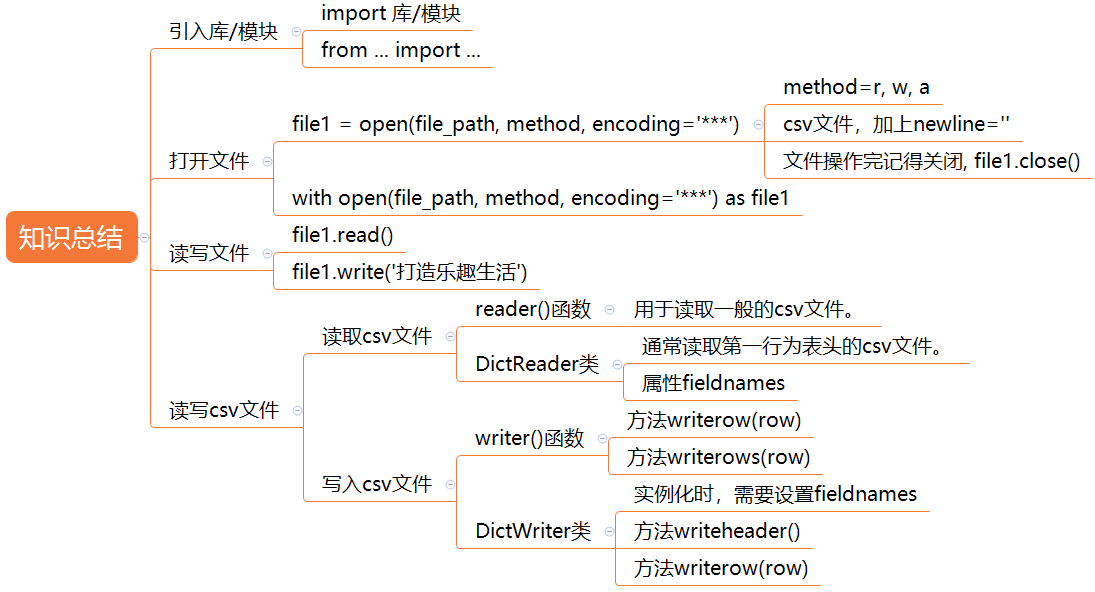 知识总结
引入库/模块
import 库/模块
from ... import ...
打开文件
file1 = open(file_path, method, encoding='***')
method=r, w, a
csv文件，加上newline=''
文件操作完记得关闭, file1.close()
with open(file_path, method, encoding='***') as file1
读写文件
file1.read()
file1.write('打造乐趣生活')
读写csv文件
读取csv文件
reader()函数
用于读取一般的csv文件。
DictReader类
通常读取第一行为表头的csv文件。
属性fieldnames
写入csv文件
writer()函数
方法writerow(row)
方法writerows(row)
DictWriter类
实例化时，需要设置fieldnames
方法writeheader()
方法writerow(row)